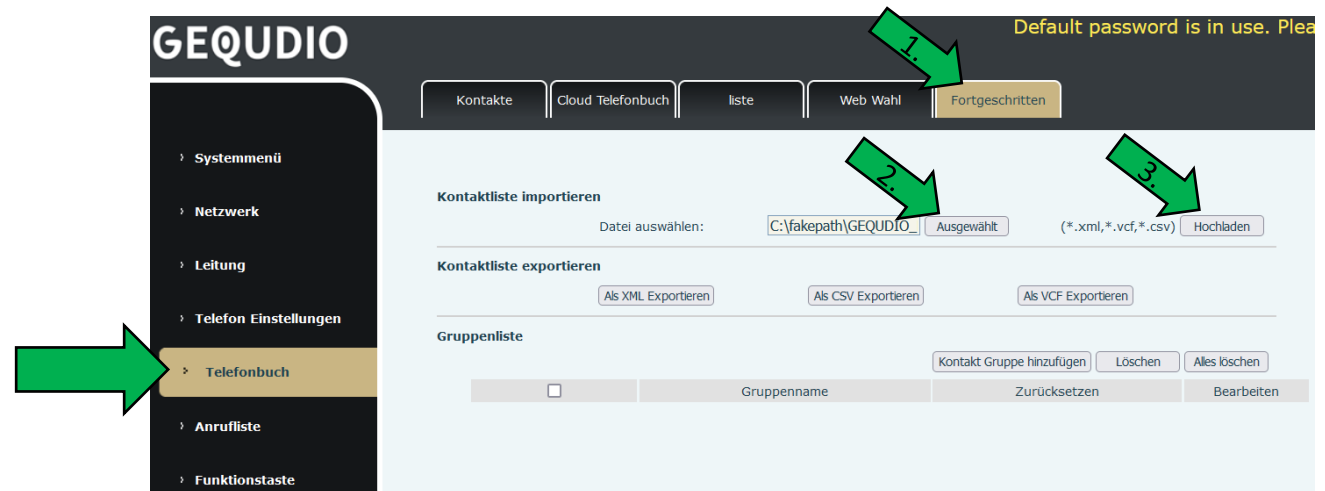 GEQUDIO
Default password is in use. Plea
1.
Kontakte
Cloud Telefonbuch
liste
Web Wahl
Fortgeschritten
Systemmenü
Netzwerk
Leitung
Telefon Einstellungen
Telefonbuch
Anrufliste
Funktionstaste
2.
3.
Kontaktliste importieren
Datei auswählen: C:\fakepath\GEQUDIO_ Ausgewählt (*.xml,*.vcf,*.csv) Hochladen
Kontaktliste exportieren
Als XML Exportieren Als CSV Exportieren Als VCF Exportieren
Gruppenliste
Kontakt Gruppe hinzufügen Löschen Alles löschen
Gruppenname Zurücksetzen Bearbeiten